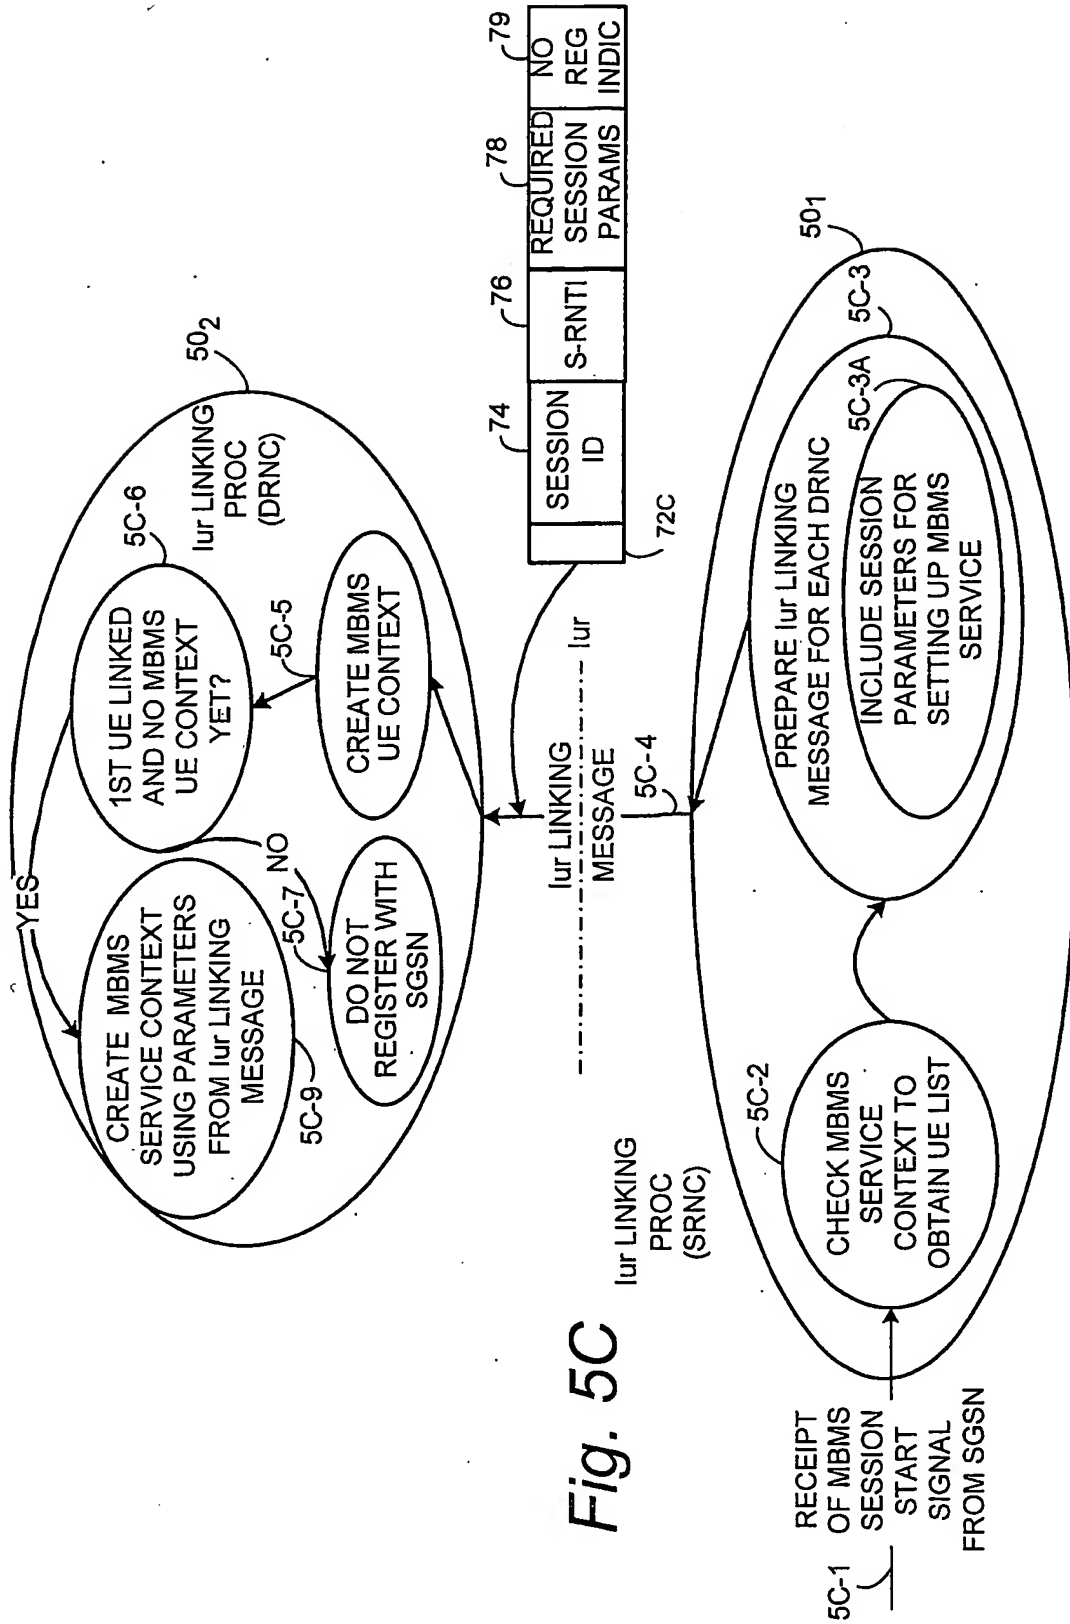 50₂
Iur LINKING
PROC
(DRNC)
5C-6
1ST UE LINKED
AND NO MBMS
UE CONTEXT
YET?
5C-5
CREATE MBMS
UE CONTEXT
YES
NO
CREATE MBMS
SERVICE CONTEXT
USING PARAMETERS
FROM Iur LINKING
MESSAGE
5C-9
5C-7
DO NOT
REGISTER WITH
SGSN
74
76
78
79
SESSION
ID
S-RNTI
REQUIRED
SESSION
PARAMS
NO
REG
INDIC
72C
Iur LINKING
MESSAGE
Iur
5C-4
Fig. 5C
Iur LINKING
PROC
(SRNC)
50₁
5C-1
RECEIPT
OF MBMS
SESSION
START
SIGNAL
FROM SGSN
5C-2
CHECK MBMS
SERVICE
CONTEXT TO
OBTAIN UE LIST
5C-3
PREPARE Iur LINKING
MESSAGE FOR EACH DRNC
5C-3A
INCLUDE SESSION
PARAMETERS FOR
SETTING UP MBMS
SERVICE